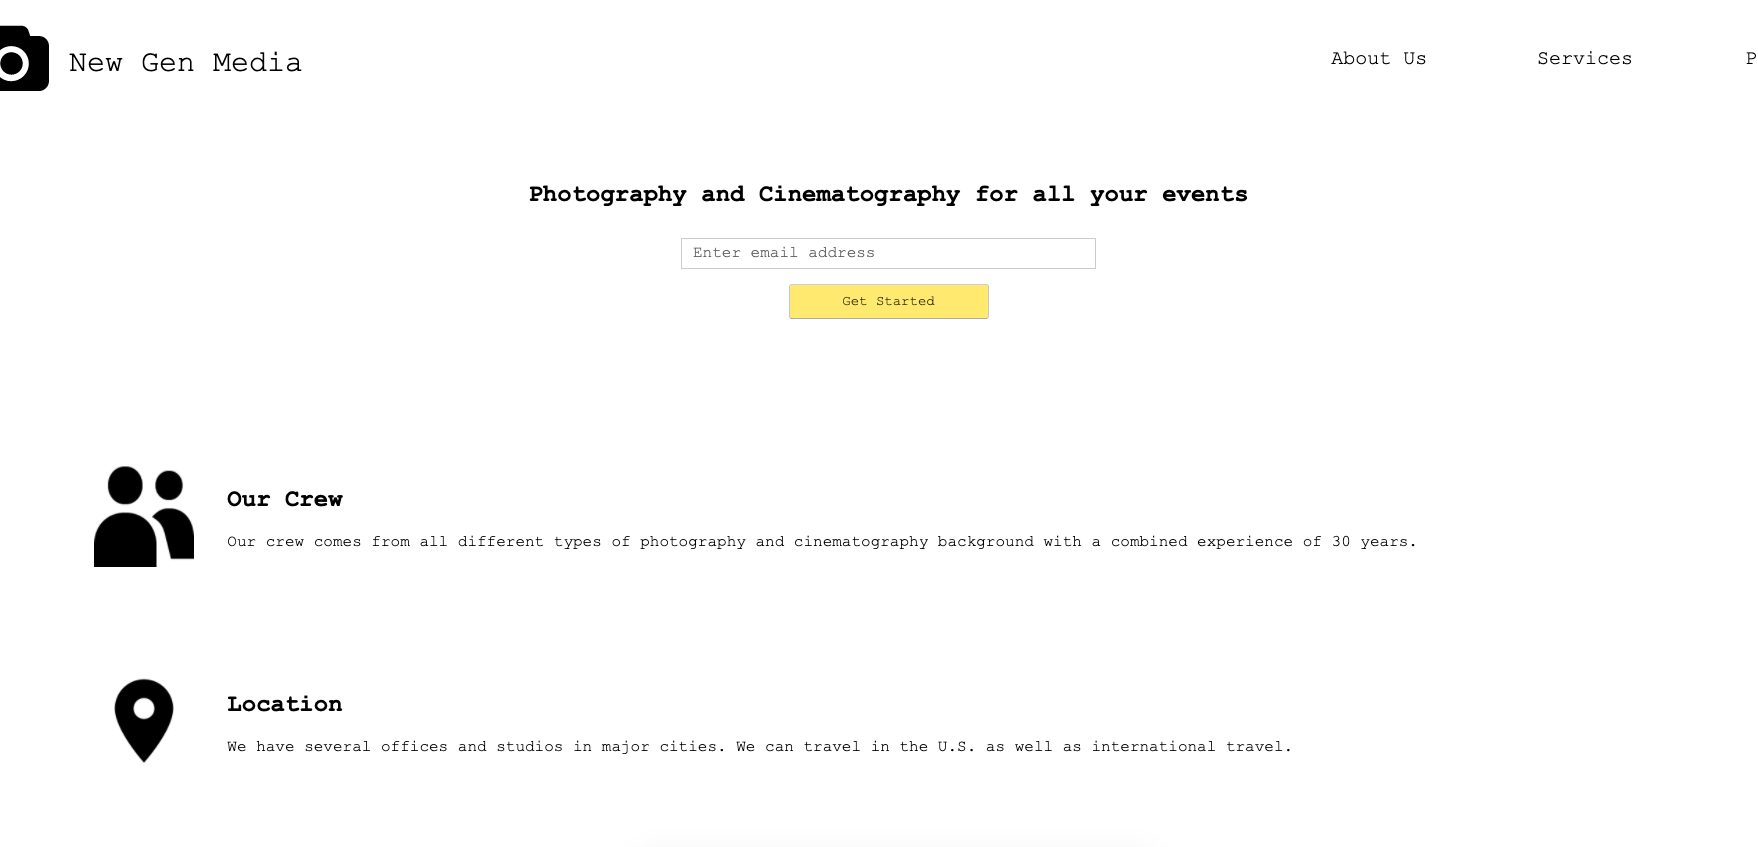 New Gen Media
About Us
Services
P
Photography and Cinematography for all your events
Enter email address
Get Started
Our Crew
Our crew comes from all different types of photography and cinematography background with a combined experience of 30 years.
Location
We have several offices and studios in major cities. We can travel in the U.S. as well as international travel.